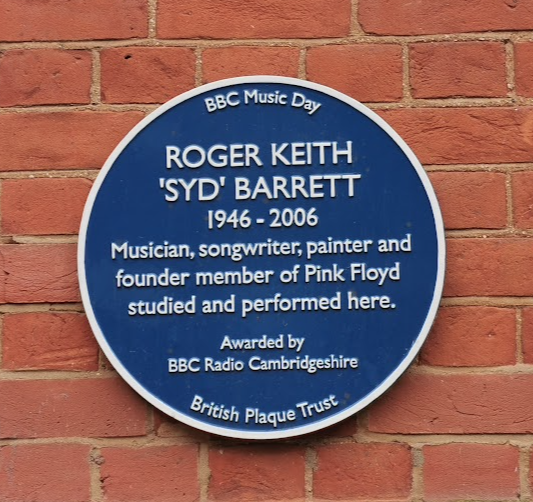 BBC Music Day
ROGER KEITH
'SYD' BARRETT
1946 - 2006
Musician, songwriter, painter and
founder member of Pink Floyd
studied and performed here.
Awarded by
BBC Radio Cambridgeshire
British Plaque Trust